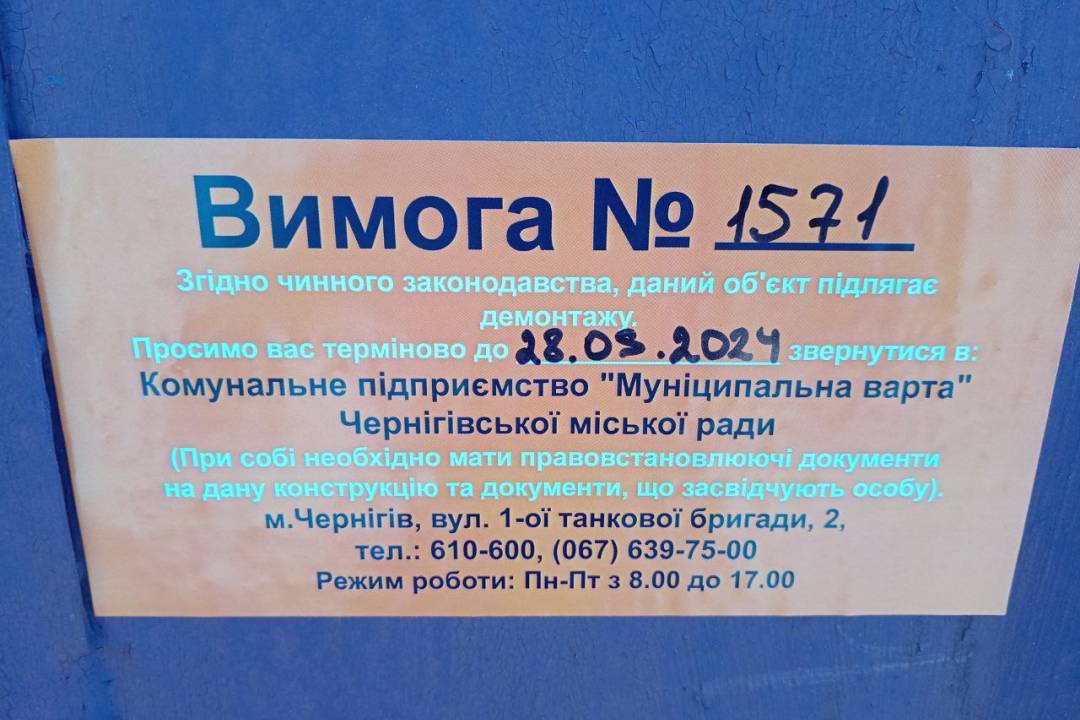 Вимога № 1571
Згідно чинного законодавства, даний об'єкт підлягає
демонтажу.
Просимо вас терміново до 28.09.2024 звернутися в:
Комунальне підприємство "Муніципальна варта"
Чернігівської міської ради
(При собі необхідно мати правовстановлюючі документи
на дану конструкцію та документи, що засвідчують особу).
м.Чернігів, вул. 1-ої танкової бригади, 2,
тел.: 610-600, (067) 639-75-00
Режим роботи: Пн-Пт з 8.00 до 17.00